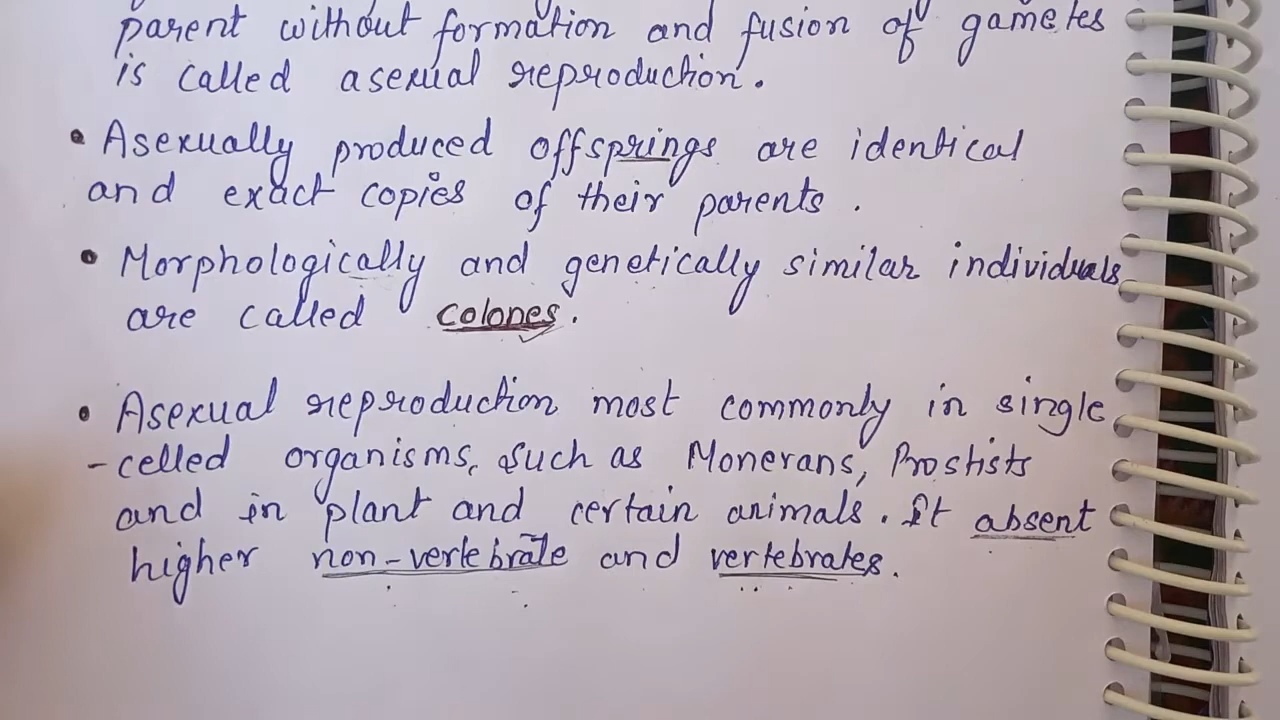 parent without formation and fusion of gametes
is called asexual reproduction.
• Asexually produced offsprings are identical
and exact copies of their parents.
• Morphologically and genetically similar individuals
are called colones.
• Asexual reproduction most commonly in single
-celled organisms, such as Monerans, Prostists
and in plant and certain animals. It absent
higher non-vertebrate and vertebrates.